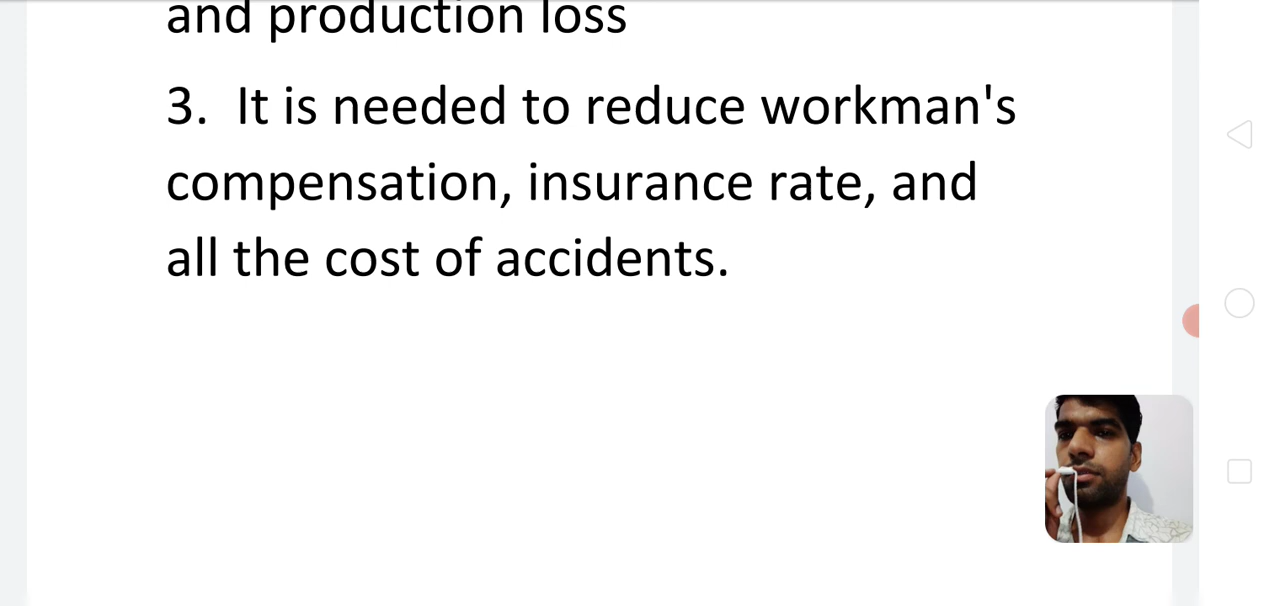 and production loss
3. It is needed to reduce workman's
compensation, insurance rate, and
all the cost of accidents.